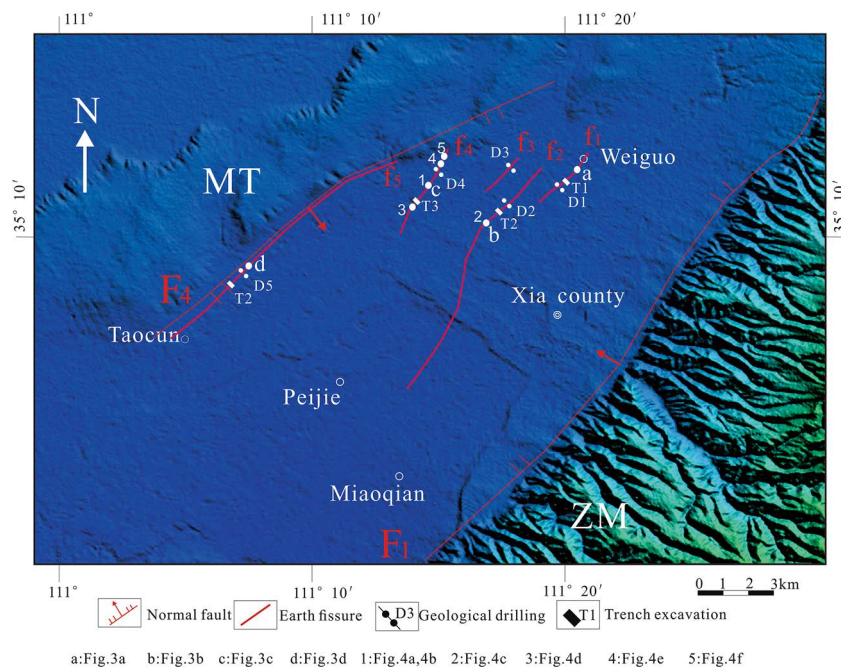 111° 111° 10′ 111° 20′
N
MT
f5
f4
f3
f2
f1
5
4
D3
Weiguo
1
c
D4
a
T1
D1
3
T3
2
T2
D2
b
35° 10′
35° 10′
d
F4
T2
D5
Taocun
Xia county
Peijie
Miaoqian
F1
ZM
111° 111° 10′ 111° 20′
0 1 2 3km
Normal fault Earth fissure D3 Geological drilling T1 Trench excavation
a:Fig.3a b:Fig.3b c:Fig.3c d:Fig.3d 1:Fig.4a,4b 2:Fig.4c 3:Fig.4d 4:Fig.4e 5:Fig.4f